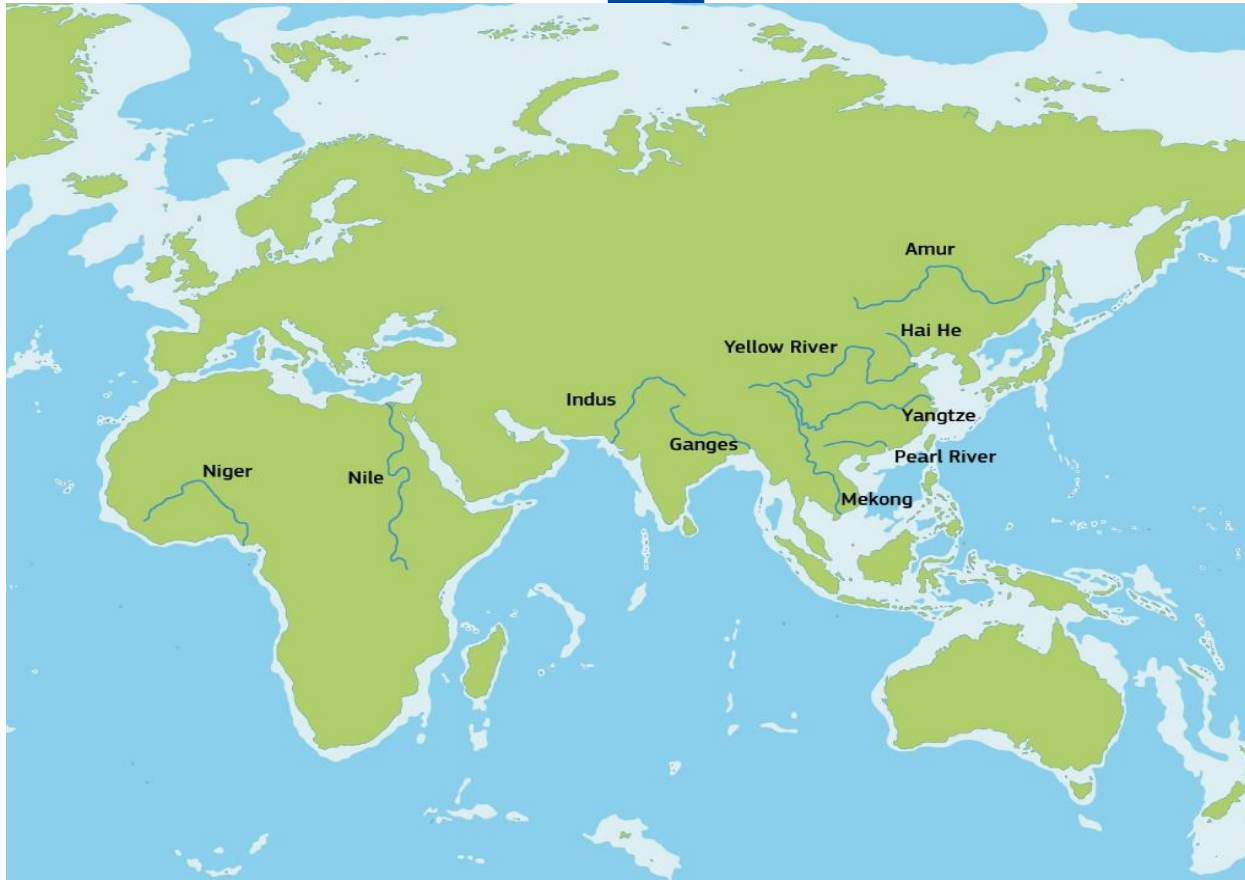 Amur
Hai He
Yellow River
Indus
Yangtze
Ganges
Pearl River
Niger
Nile
Mekong